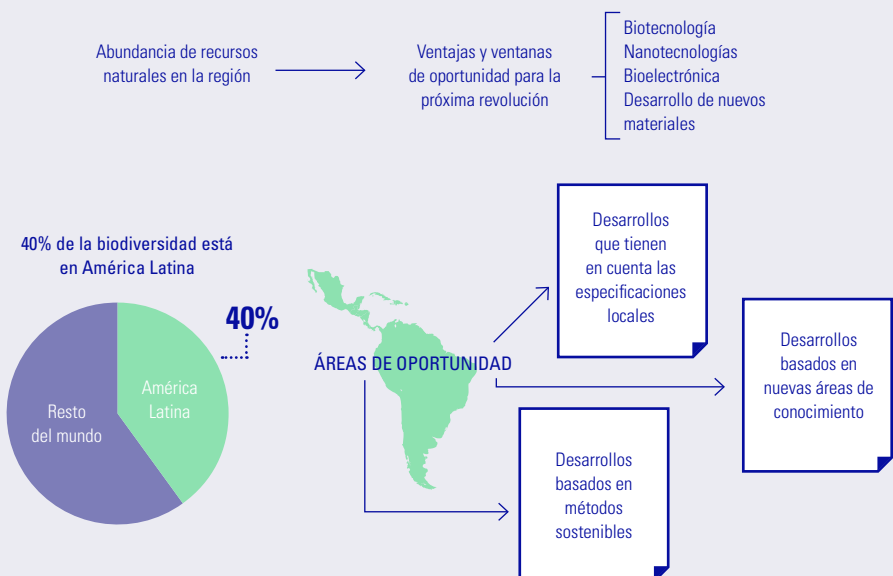 Abundancia de recursos
naturales en la región
Ventajas y ventanas
de oportunidad para la
próxima revolución
Biotecnología
Nanotecnologías
Bioelectrónica
Desarrollo de nuevos
materiales
40% de la biodiversidad está
en América Latina
40%
América
Latina
Resto
del mundo
ÁREAS DE OPORTUNIDAD
Desarrollos
que tienen
en cuenta las
especificaciones
locales
Desarrollos
basados en
nuevas áreas de
conocimiento
Desarrollos
basados en
métodos
sostenibles